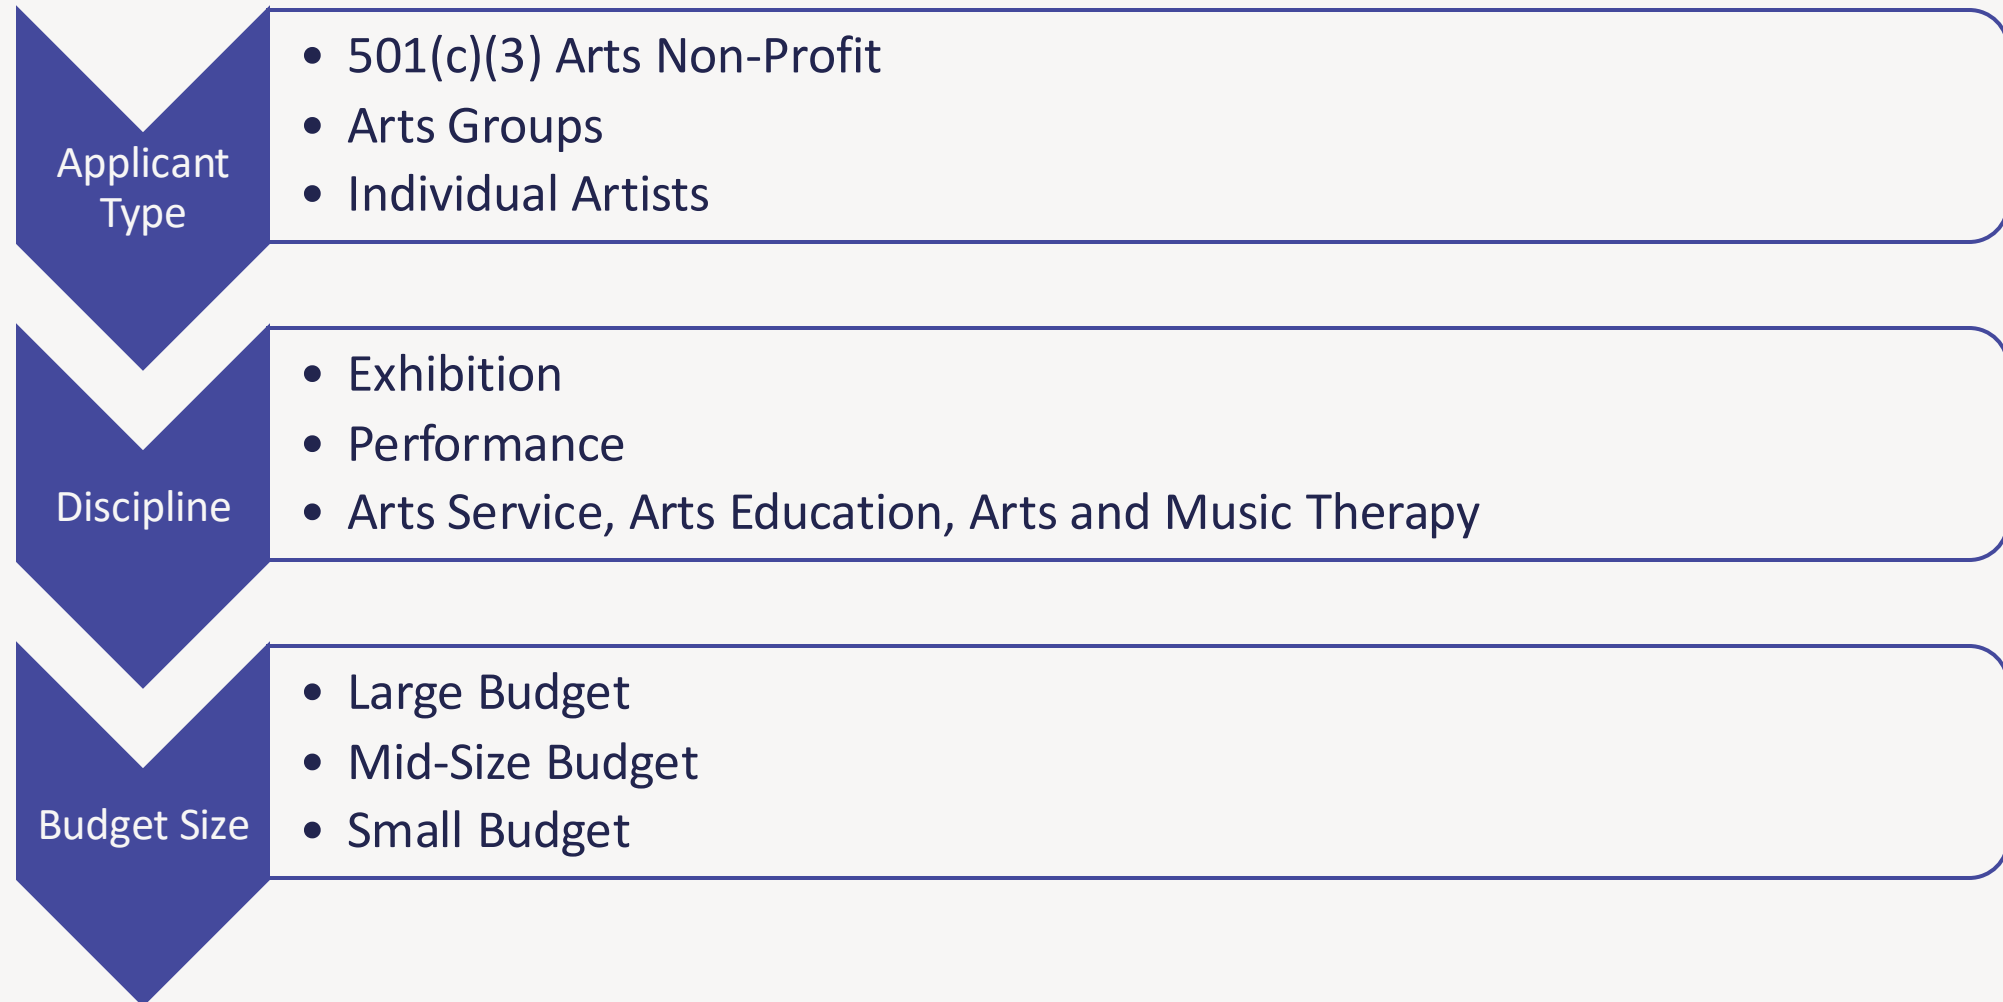 Applicant
Type
• 501(c)(3) Arts Non-Profit
• Arts Groups
• Individual Artists
Discipline
• Exhibition
• Performance
• Arts Service, Arts Education, Arts and Music Therapy
Budget Size
• Large Budget
• Mid-Size Budget
• Small Budget